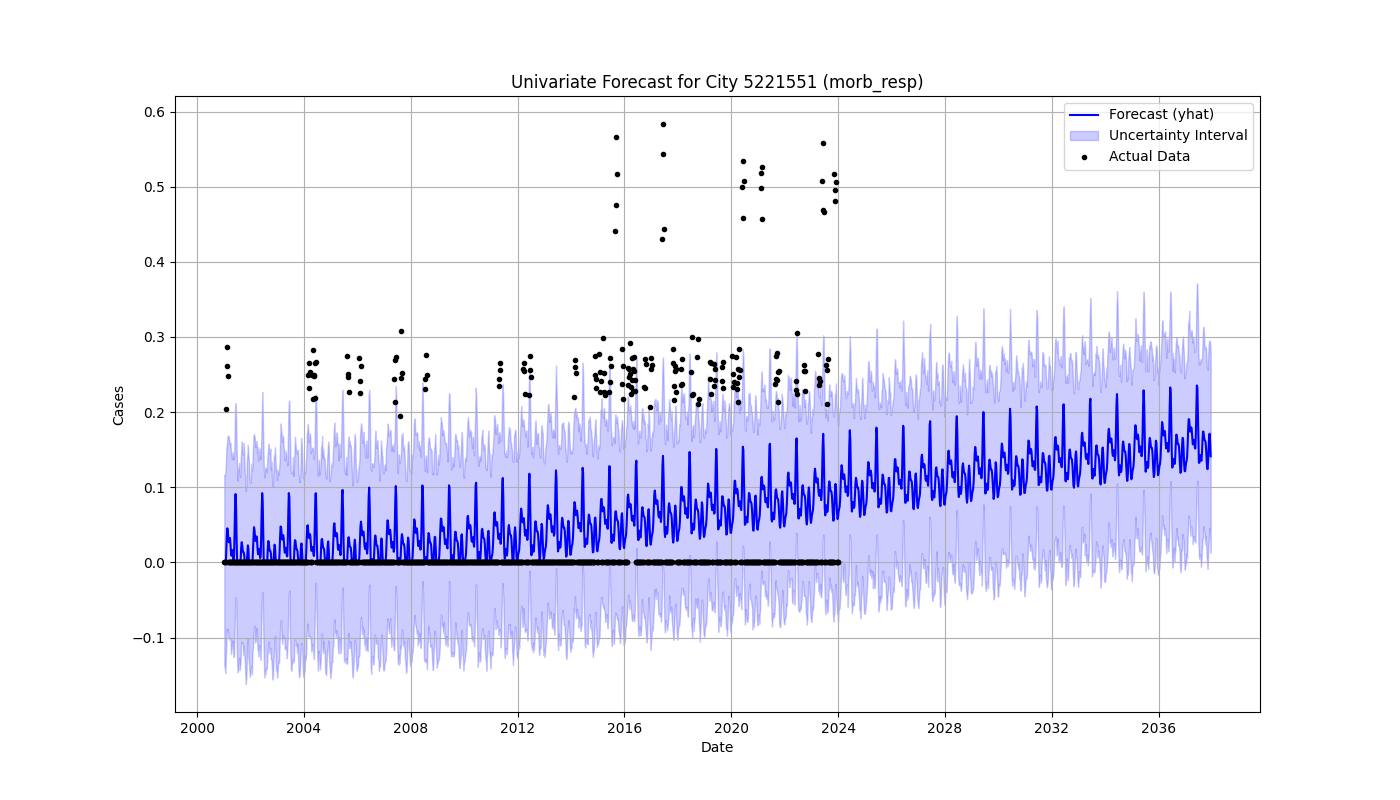 Univariate Forecast for City 5221551 (morb_resp)
Forecast (yhat)
Uncertainty Interval
Actual Data
Cases
0.6
0.5
0.4
0.3
0.2
0.1
0.0
−0.1
2000 2004 2008 2012 2016 2020 2024 2028 2032 2036
Date